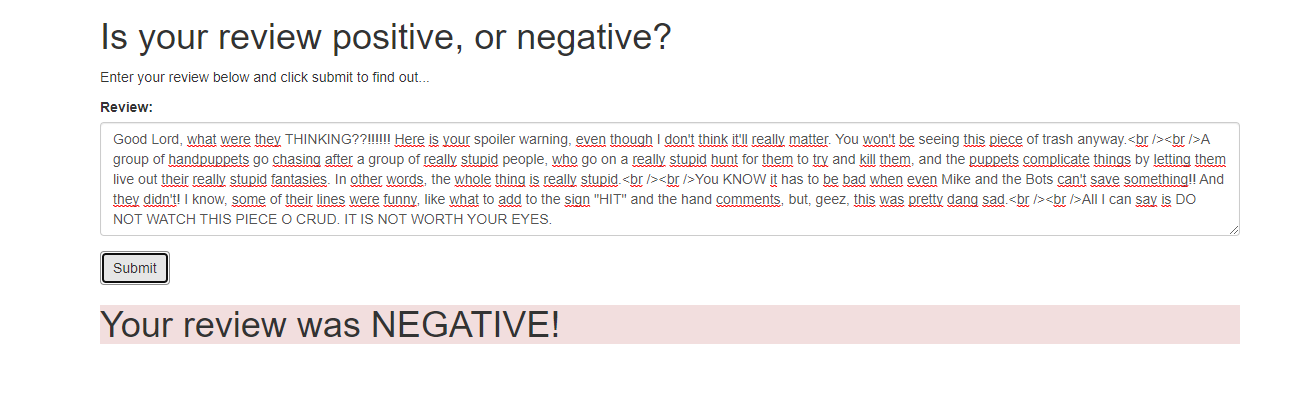 Is your review positive, or negative?
Enter your review below and click submit to find out...
Review:
Good Lord, what were they THINKING??!!!!!! Here is your spoiler warning, even though I don't think it'll really matter. You won't be seeing this piece of trash anyway.<br /><br />A
group of handpuppets go chasing after a group of really stupid people, who go on a really stupid hunt for them to try and kill them, and the puppets complicate things by letting them
live out their really stupid fantasies. In other words, the whole thing is really stupid.<br /><br />You KNOW it has to be bad when even Mike and the Bots can't save something!! And
they didn't! I know, some of their lines were funny, like what to add to the sign "HIT" and the hand comments, but, geez, this was pretty dang sad.<br /><br />All I can say is DO
NOT WATCH THIS PIECE O CRUD. IT IS NOT WORTH YOUR EYES.
Submit
Your review was NEGATIVE!